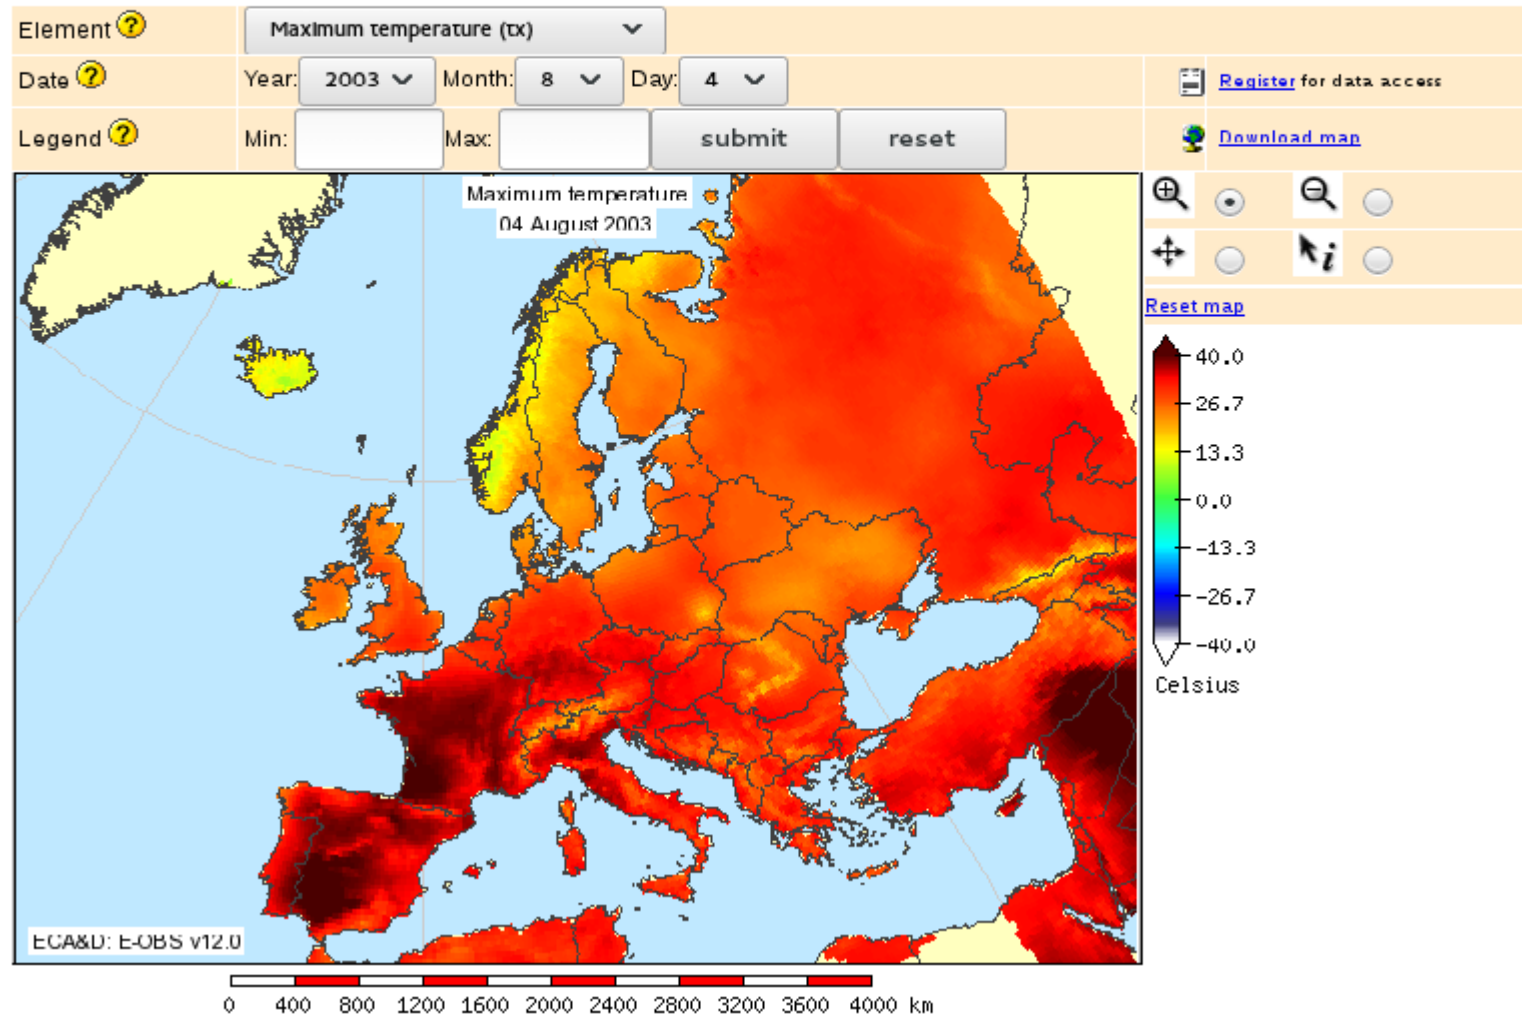 Element
Maximum temperature (tx)
Date
Year: 2003 Month: 8 Day: 4
Register for data access
Legend
Min: Max: submit reset
Download map
Maximum temperature
04 August 2003
Reset map
40.0
26.7
13.3
0.0
-13.3
-26.7
-40.0
Celsius
ECA&D: E-OBS v12.0
0 400 800 1200 1600 2000 2400 2800 3200 3600 4000 km